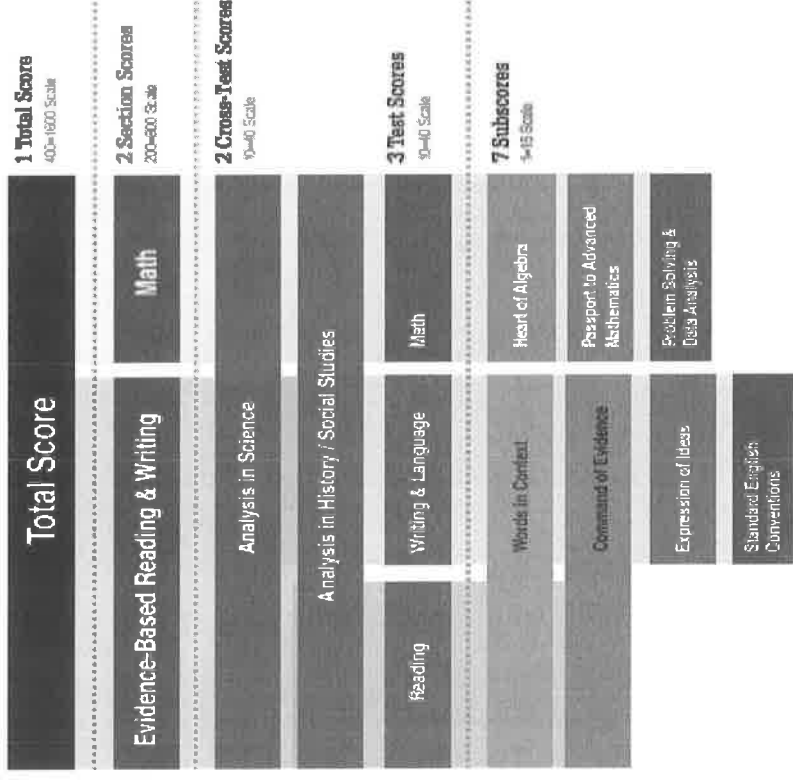 Total Score
1 Total Score
400–1600 Scale
Evidence-Based Reading & Writing
Math
2 Section Scores
200–800 Scale
Analysis in Science
2 Cross-Test Scores
10–40 Scale
Analysis in History / Social Studies
Reading
Writing & Language
Math
3 Test Scores
10–40 Scale
Words in Context
Heart of Algebra
7 Subscores
1–15 Scale
Command of Evidence
Passport to Advanced
Mathematics
Expression of Ideas
Problem Solving &
Data Analysis
Standard English
Conventions